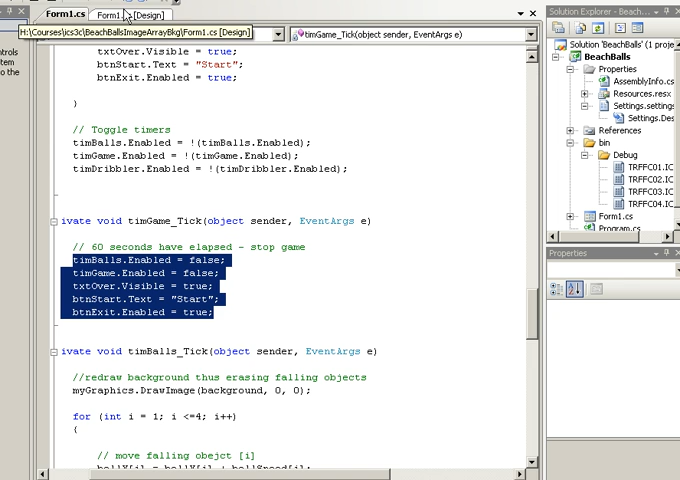 Form1.cs
Form1.cs [Design]
H:\Courses\ics3c\BeachBallsImageArrayBkg\Form1.cs [Design]
timGame_Tick(object sender, EventArgs e)
txtOver.Visible = true;
btnStart.Text = "Start";
btnExit.Enabled = true;
}
// Toggle timers
timBalls.Enabled = !(timBalls.Enabled);
timGame.Enabled = !(timGame.Enabled);
timDribbler.Enabled = !(timDribbler.Enabled);
ivate void timGame_Tick(object sender, EventArgs e)
// 60 seconds have elapsed - stop game
timBalls.Enabled = false;
timGame.Enabled = false;
txtOver.Visible = true;
btnStart.Text = "Start";
btnExit.Enabled = true;
ivate void timBalls_Tick(object sender, EventArgs e)
//redraw background thus erasing falling objects
myGraphics.DrawImage(background, 0, 0);
for (int i = 1; i <=4; i++)
{
// move falling obejct [i]
ballY[i] = ballY[i] + ballSpeed[i];
ntrols
tem
o the
Solution Explorer
Solution 'BeachBalls' (1 proje
BeachBalls
Properties
AssemblyInfo.cs
Resources.resx
Settings.settings
Settings.Des
References
bin
Debug
TRFFC01.IC
TRFFC02.IC
TRFFC03.IC
TRFFC04.IC
Form1.cs
Program.cs
Properties